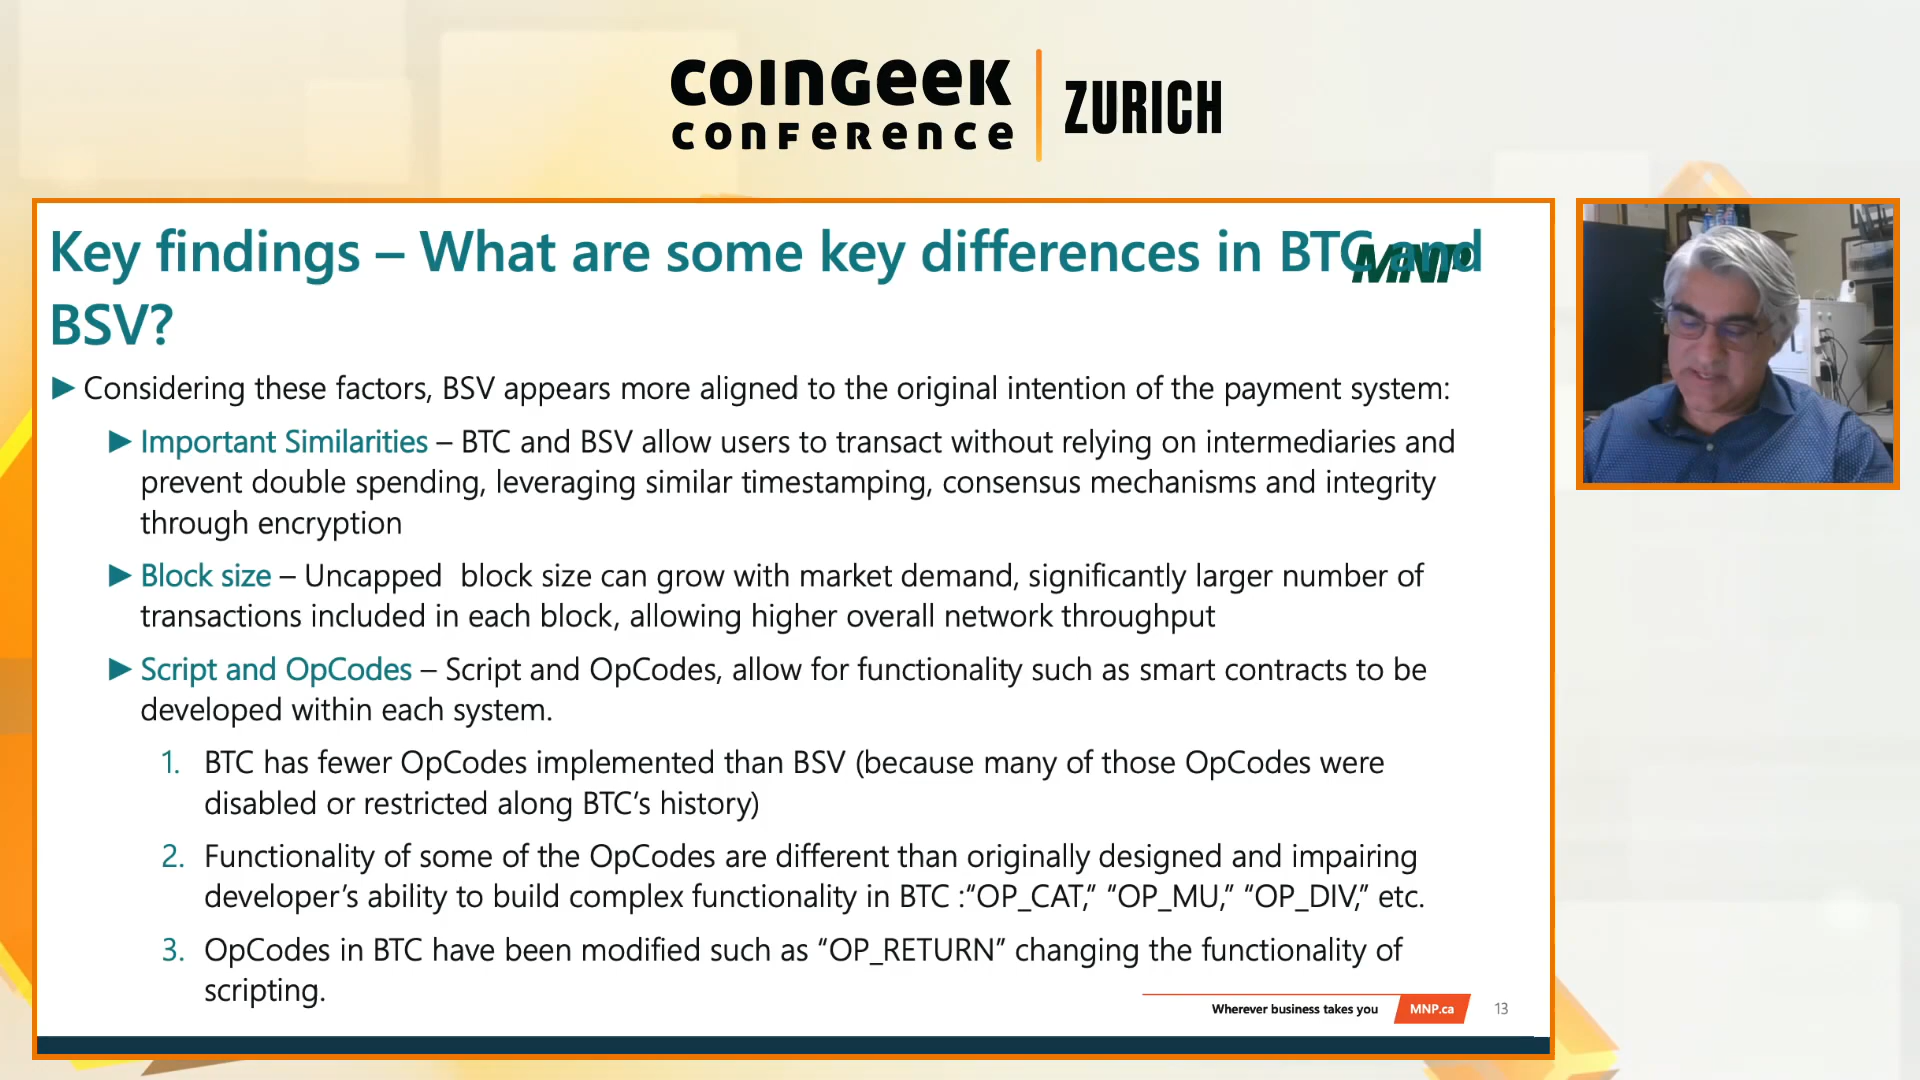 COINGEEK
CONFERENCE
ZURICH
Key findings – What are some key differences in BTC and
MNP
BSV?
Considering these factors, BSV appears more aligned to the original intention of the payment system:
Important Similarities – BTC and BSV allow users to transact without relying on intermediaries and
prevent double spending, leveraging similar timestamping, consensus mechanisms and integrity
through encryption
Block size – Uncapped  block size can grow with market demand, significantly larger number of
transactions included in each block, allowing higher overall network throughput
Script and OpCodes – Script and OpCodes, allow for functionality such as smart contracts to be
developed within each system.
1. BTC has fewer OpCodes implemented than BSV (because many of those OpCodes were
disabled or restricted along BTC’s history)
2. Functionality of some of the OpCodes are different than originally designed and impairing
developer’s ability to build complex functionality in BTC :“OP_CAT,” “OP_MU,” “OP_DIV,” etc.
3. OpCodes in BTC have been modified such as “OP_RETURN” changing the functionality of
scripting.
Wherever business takes you
MNP.ca
13